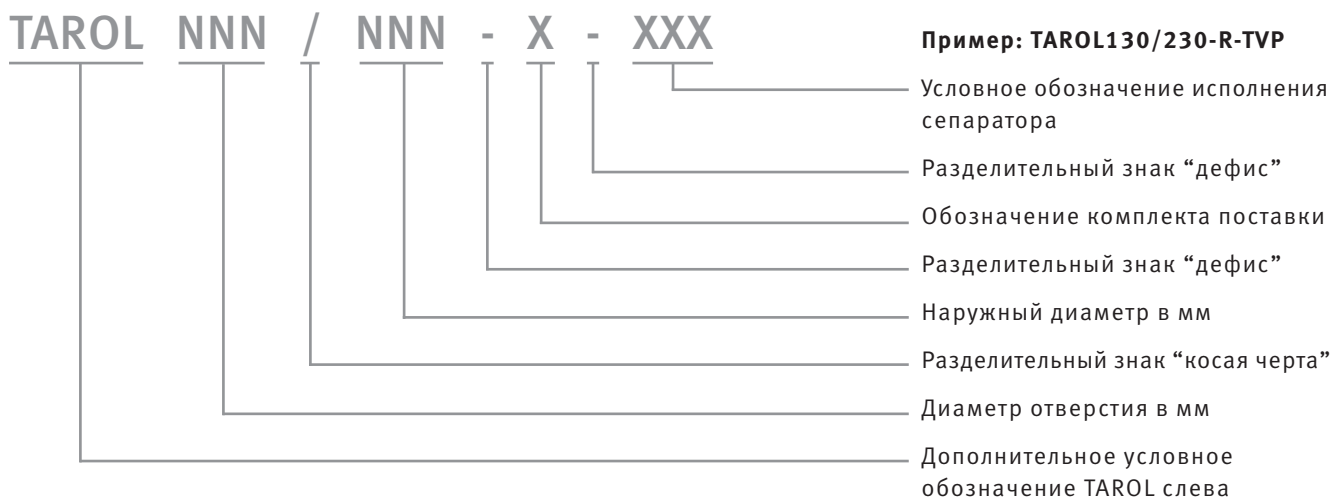 TAROL NNN / NNN - X - XXX
Пример: TAROL130/230-R-TVP
Условное обозначение исполнения
сепаратора
Разделительный знак “дефис”
Обозначение комплекта поставки
Разделительный знак “дефис”
Наружный диаметр в мм
Разделительный знак “косая черта”
Диаметр отверстия в мм
Дополнительное условное
обозначение TAROL слева